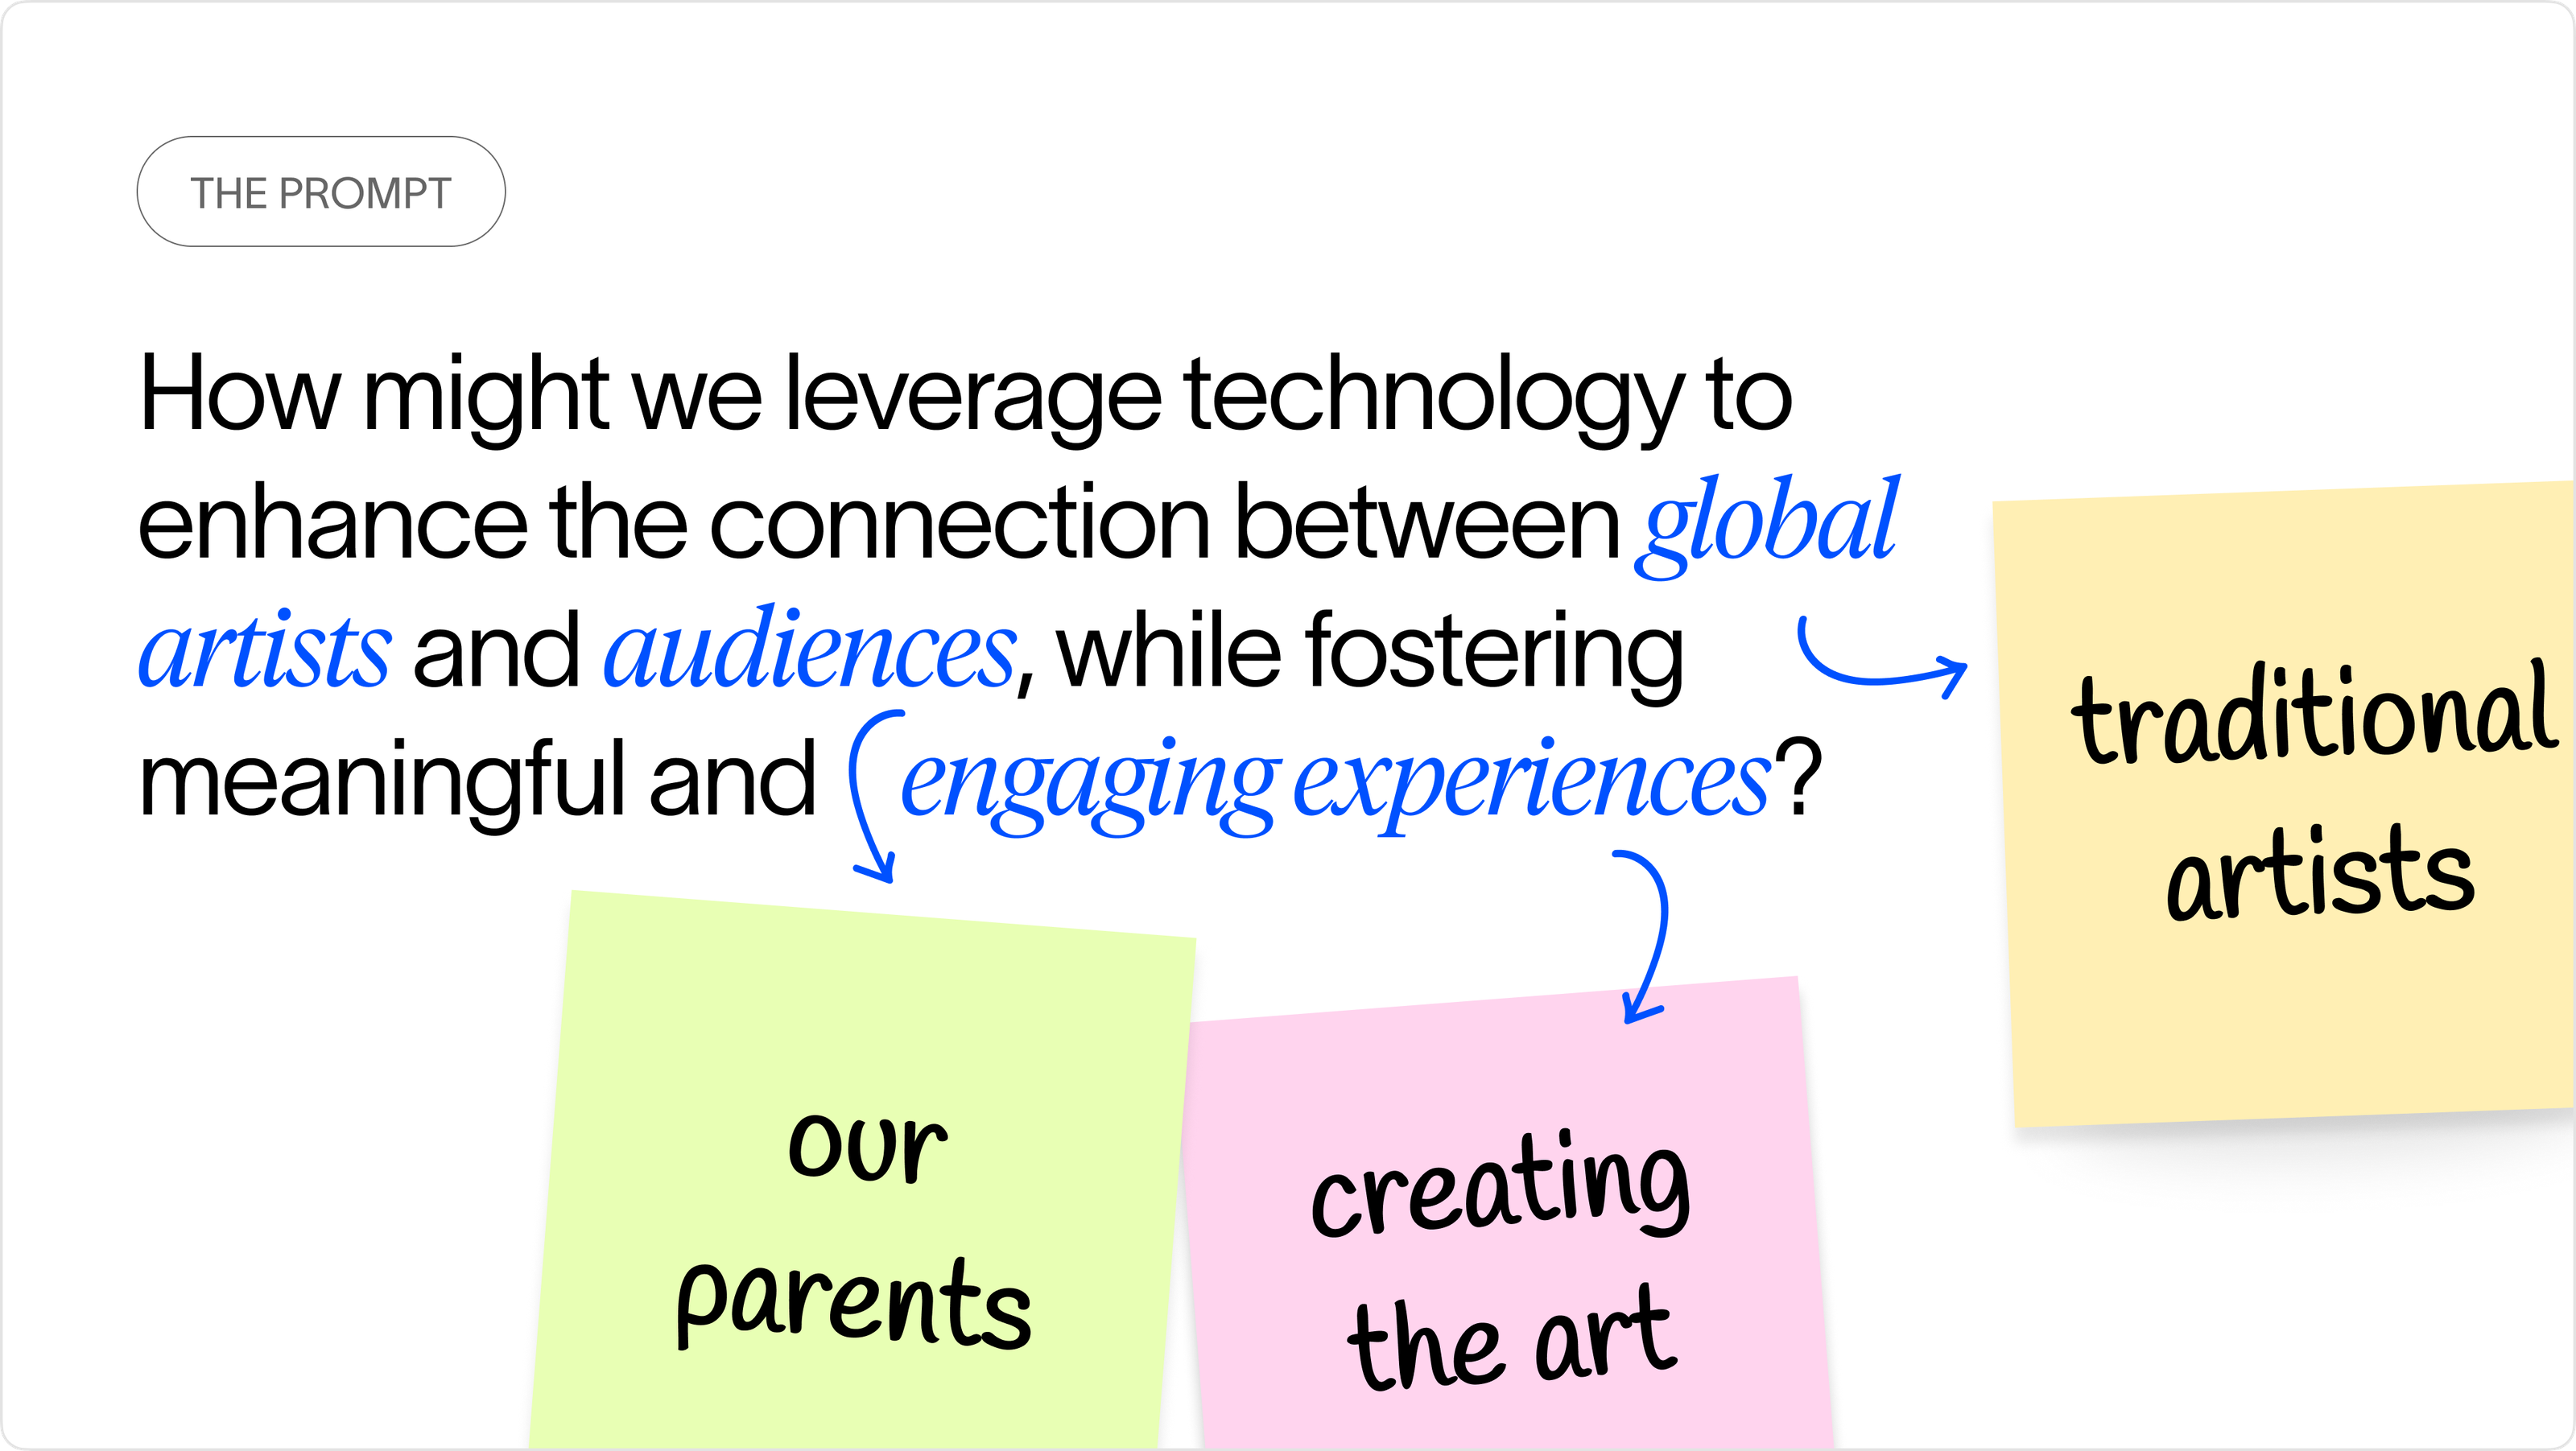 THE PROMPT
How might we leverage technology to
enhance the connection between global
artists and audiences, while fostering
meaningful and engaging experiences?
traditional
artists
our
parents
creating
the art